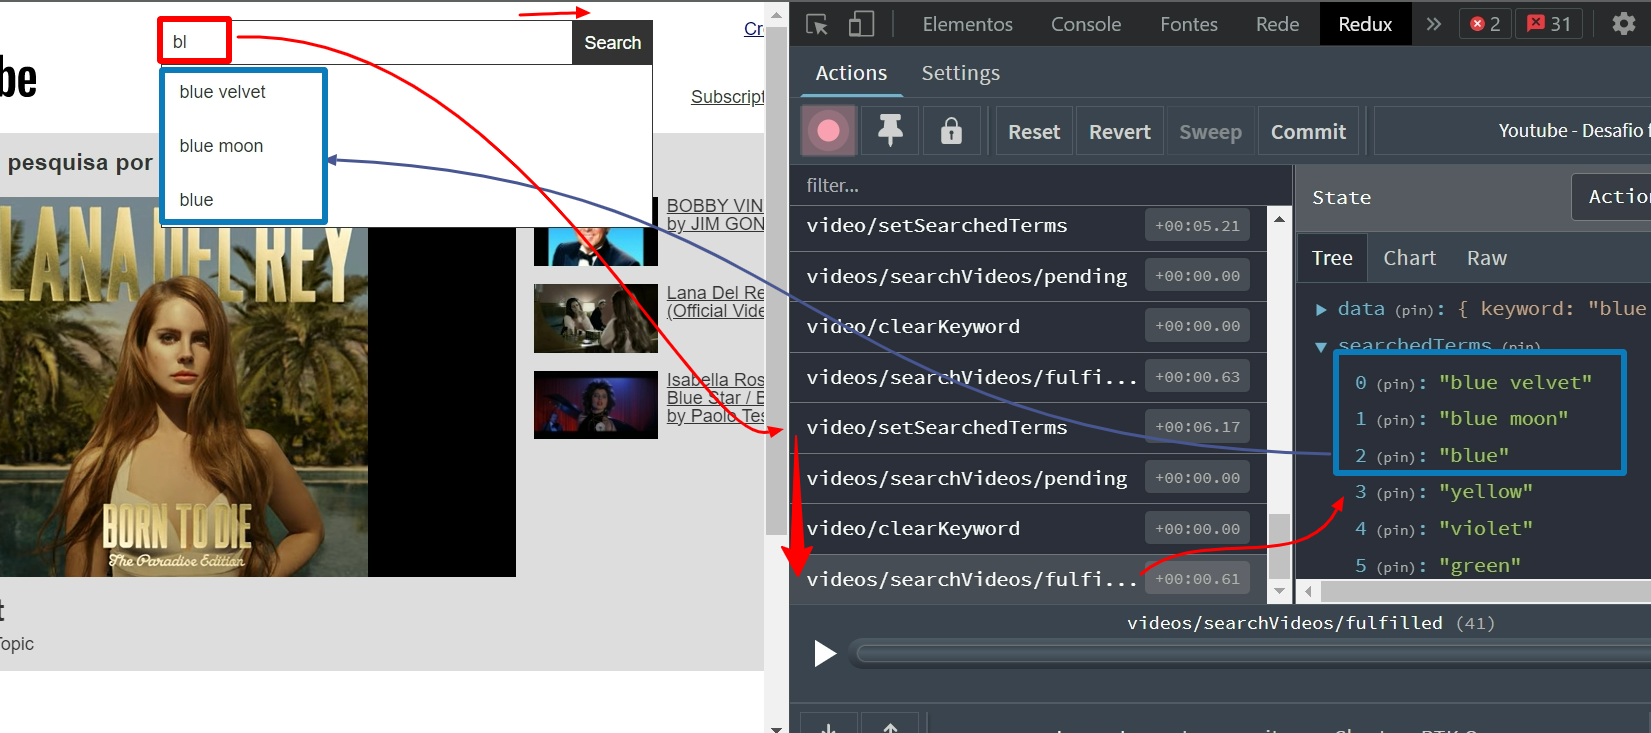 be
bl
Search
Cr
blue velvet
blue moon
blue
Subscript
pesquisa por
LANA DEL REY
BORN TO DIE
The Paradise Edition
BOBBY VIN
by JIM GON
Lana Del Re
(Official Vide
Isabella Ros
Blue Star / B
by Paolo Tes
t
Topic
Elementos
Console
Fontes
Rede
Redux
2
31
Actions
Settings
Reset
Revert
Sweep
Commit
Youtube - Desafio f
filter...
video/setSearchedTerms +00:05.21
videos/searchVideos/pending +00:00.00
video/clearKeyword +00:00.00
videos/searchVideos/fulfi... +00:00.63
video/setSearchedTerms +00:06.17
videos/searchVideos/pending +00:00.00
video/clearKeyword +00:00.00
videos/searchVideos/fulfi... +00:00.61
State
Action
Tree
Chart
Raw
data (pin): { keyword: "blue
searchedTerms (pin)
0 (pin): "blue velvet"
1 (pin): "blue moon"
2 (pin): "blue"
3 (pin): "yellow"
4 (pin): "violet"
5 (pin): "green"
videos/searchVideos/fulfilled (41)